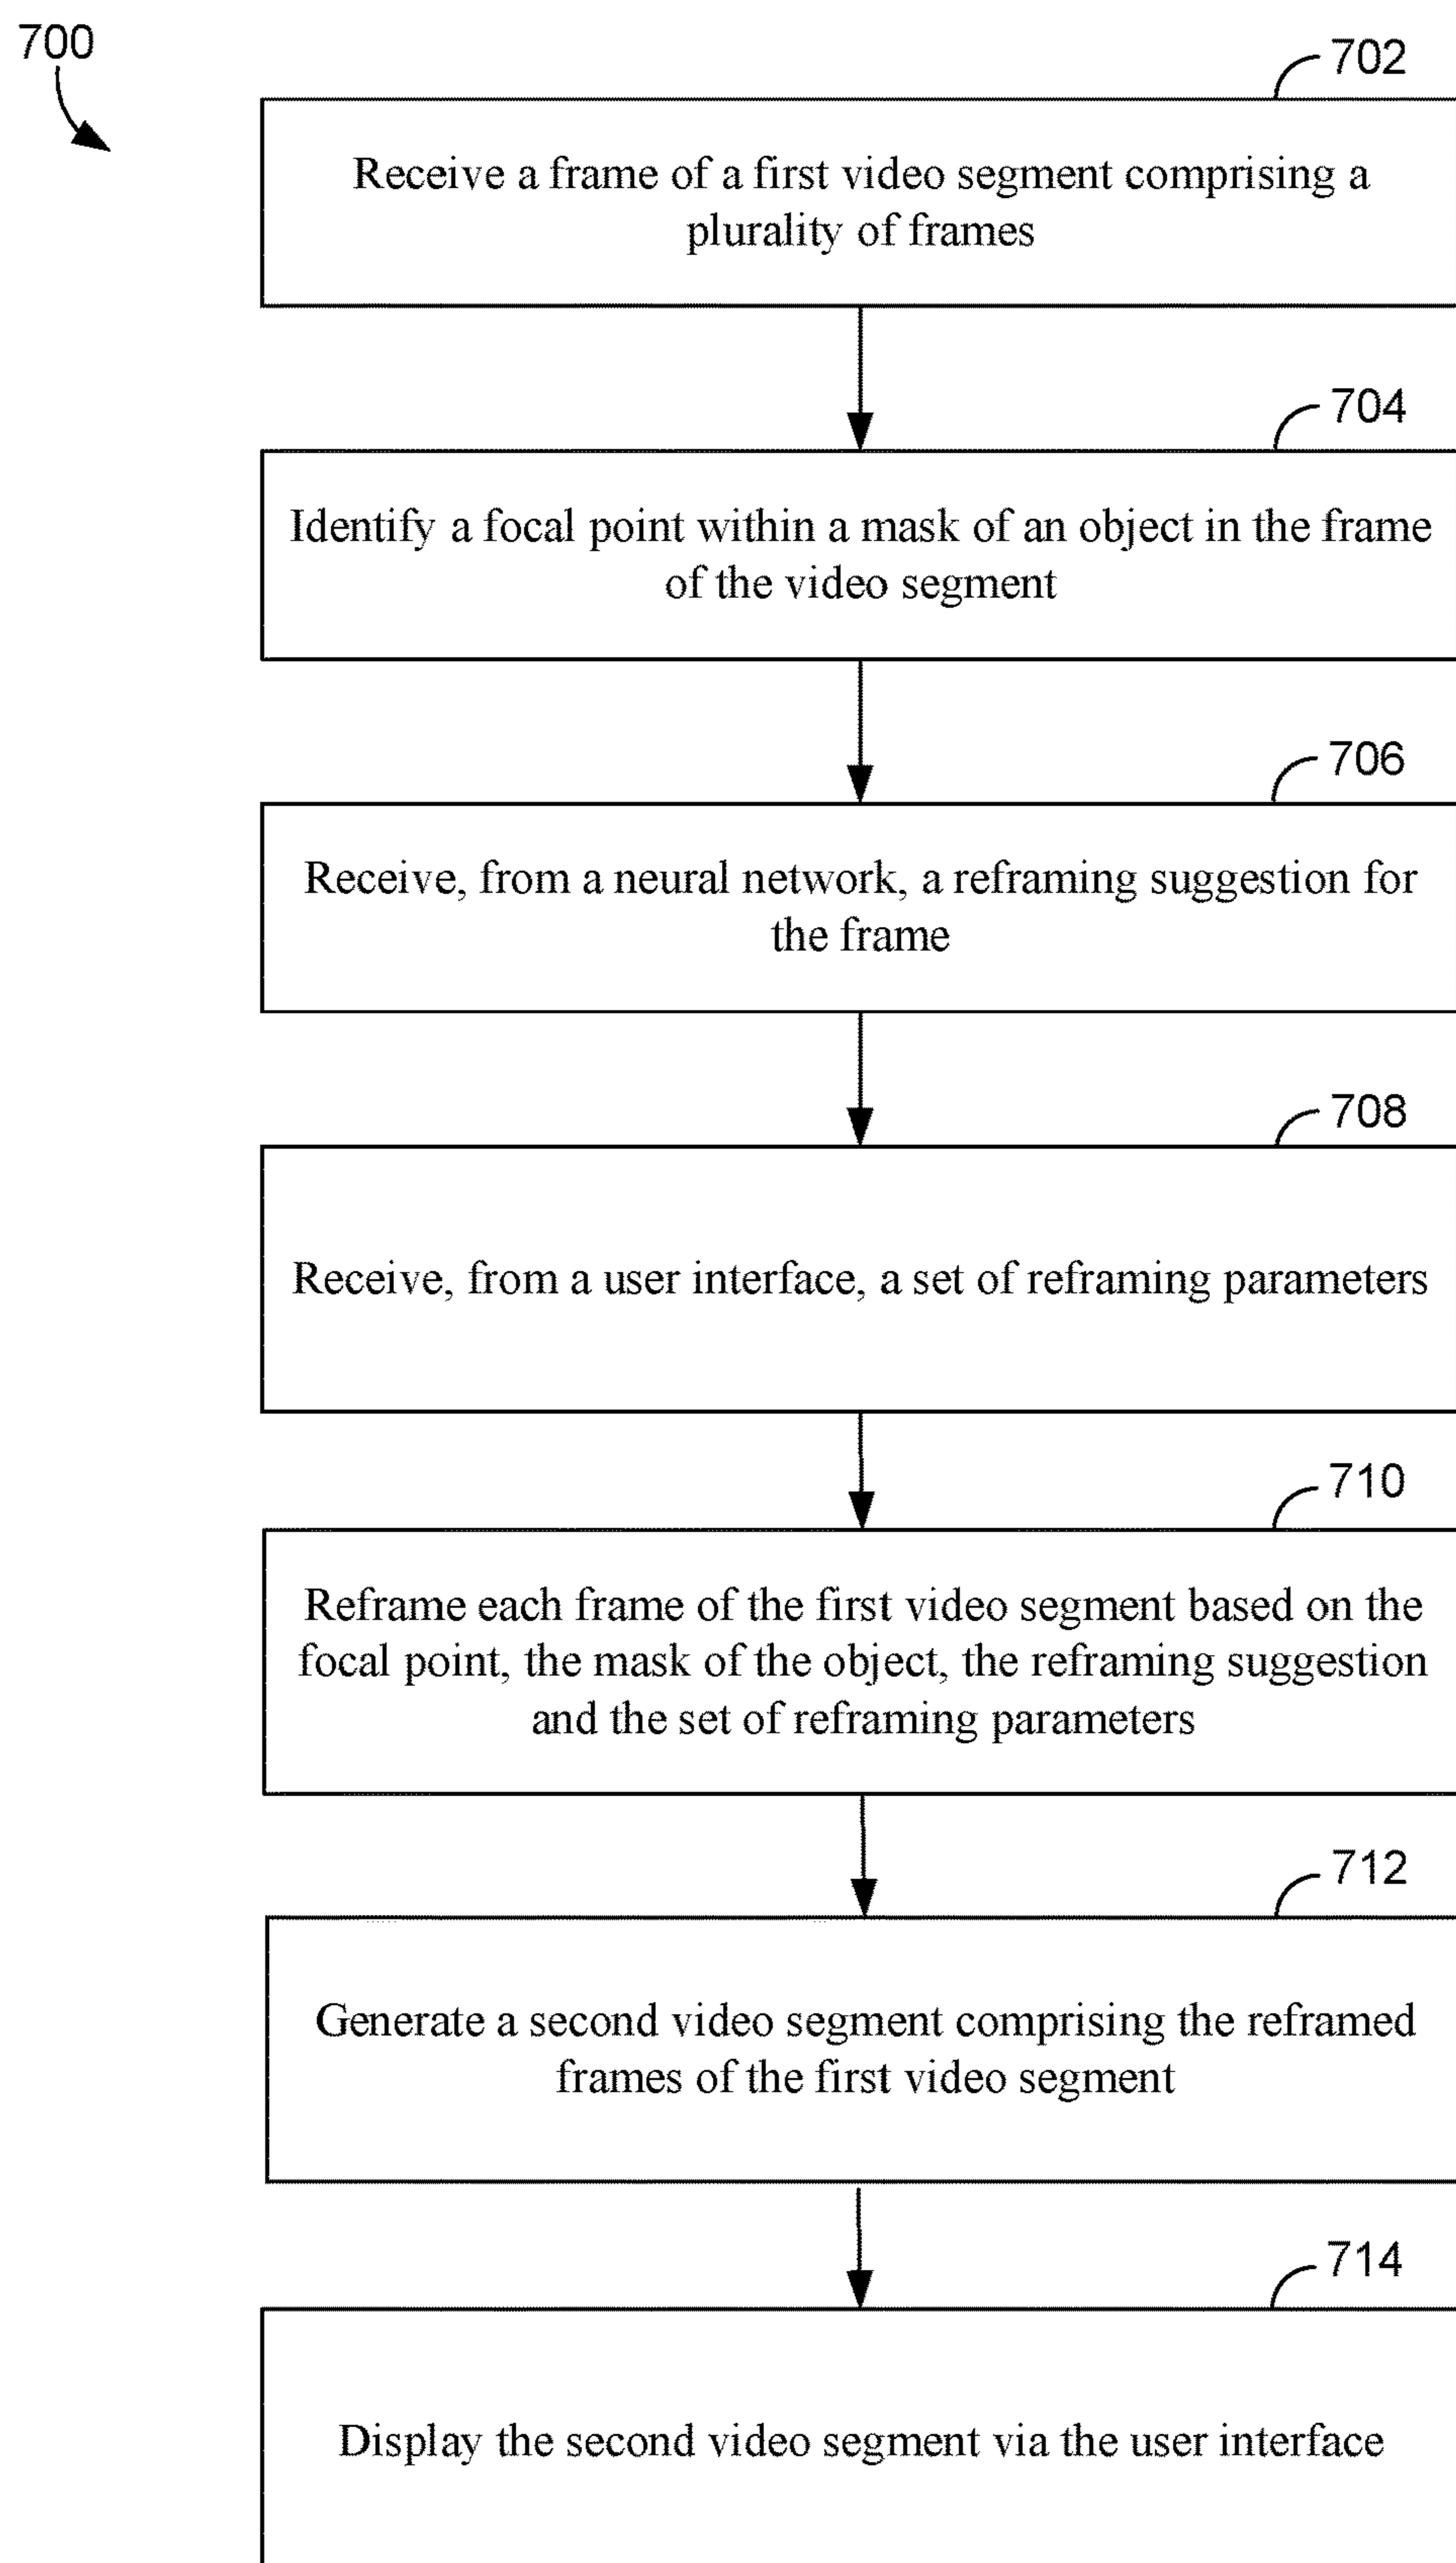 700
702
Receive a frame of a first video segment comprising a
plurality of frames
704
Identify a focal point within a mask of an object in the frame
of the video segment
706
Receive, from a neural network, a reframing suggestion for
the frame
708
Receive, from a user interface, a set of reframing parameters
710
Reframe each frame of the first video segment based on the
focal point, the mask of the object, the reframing suggestion
and the set of reframing parameters
712
Generate a second video segment comprising the reframed
frames of the first video segment
714
Display the second video segment via the user interface